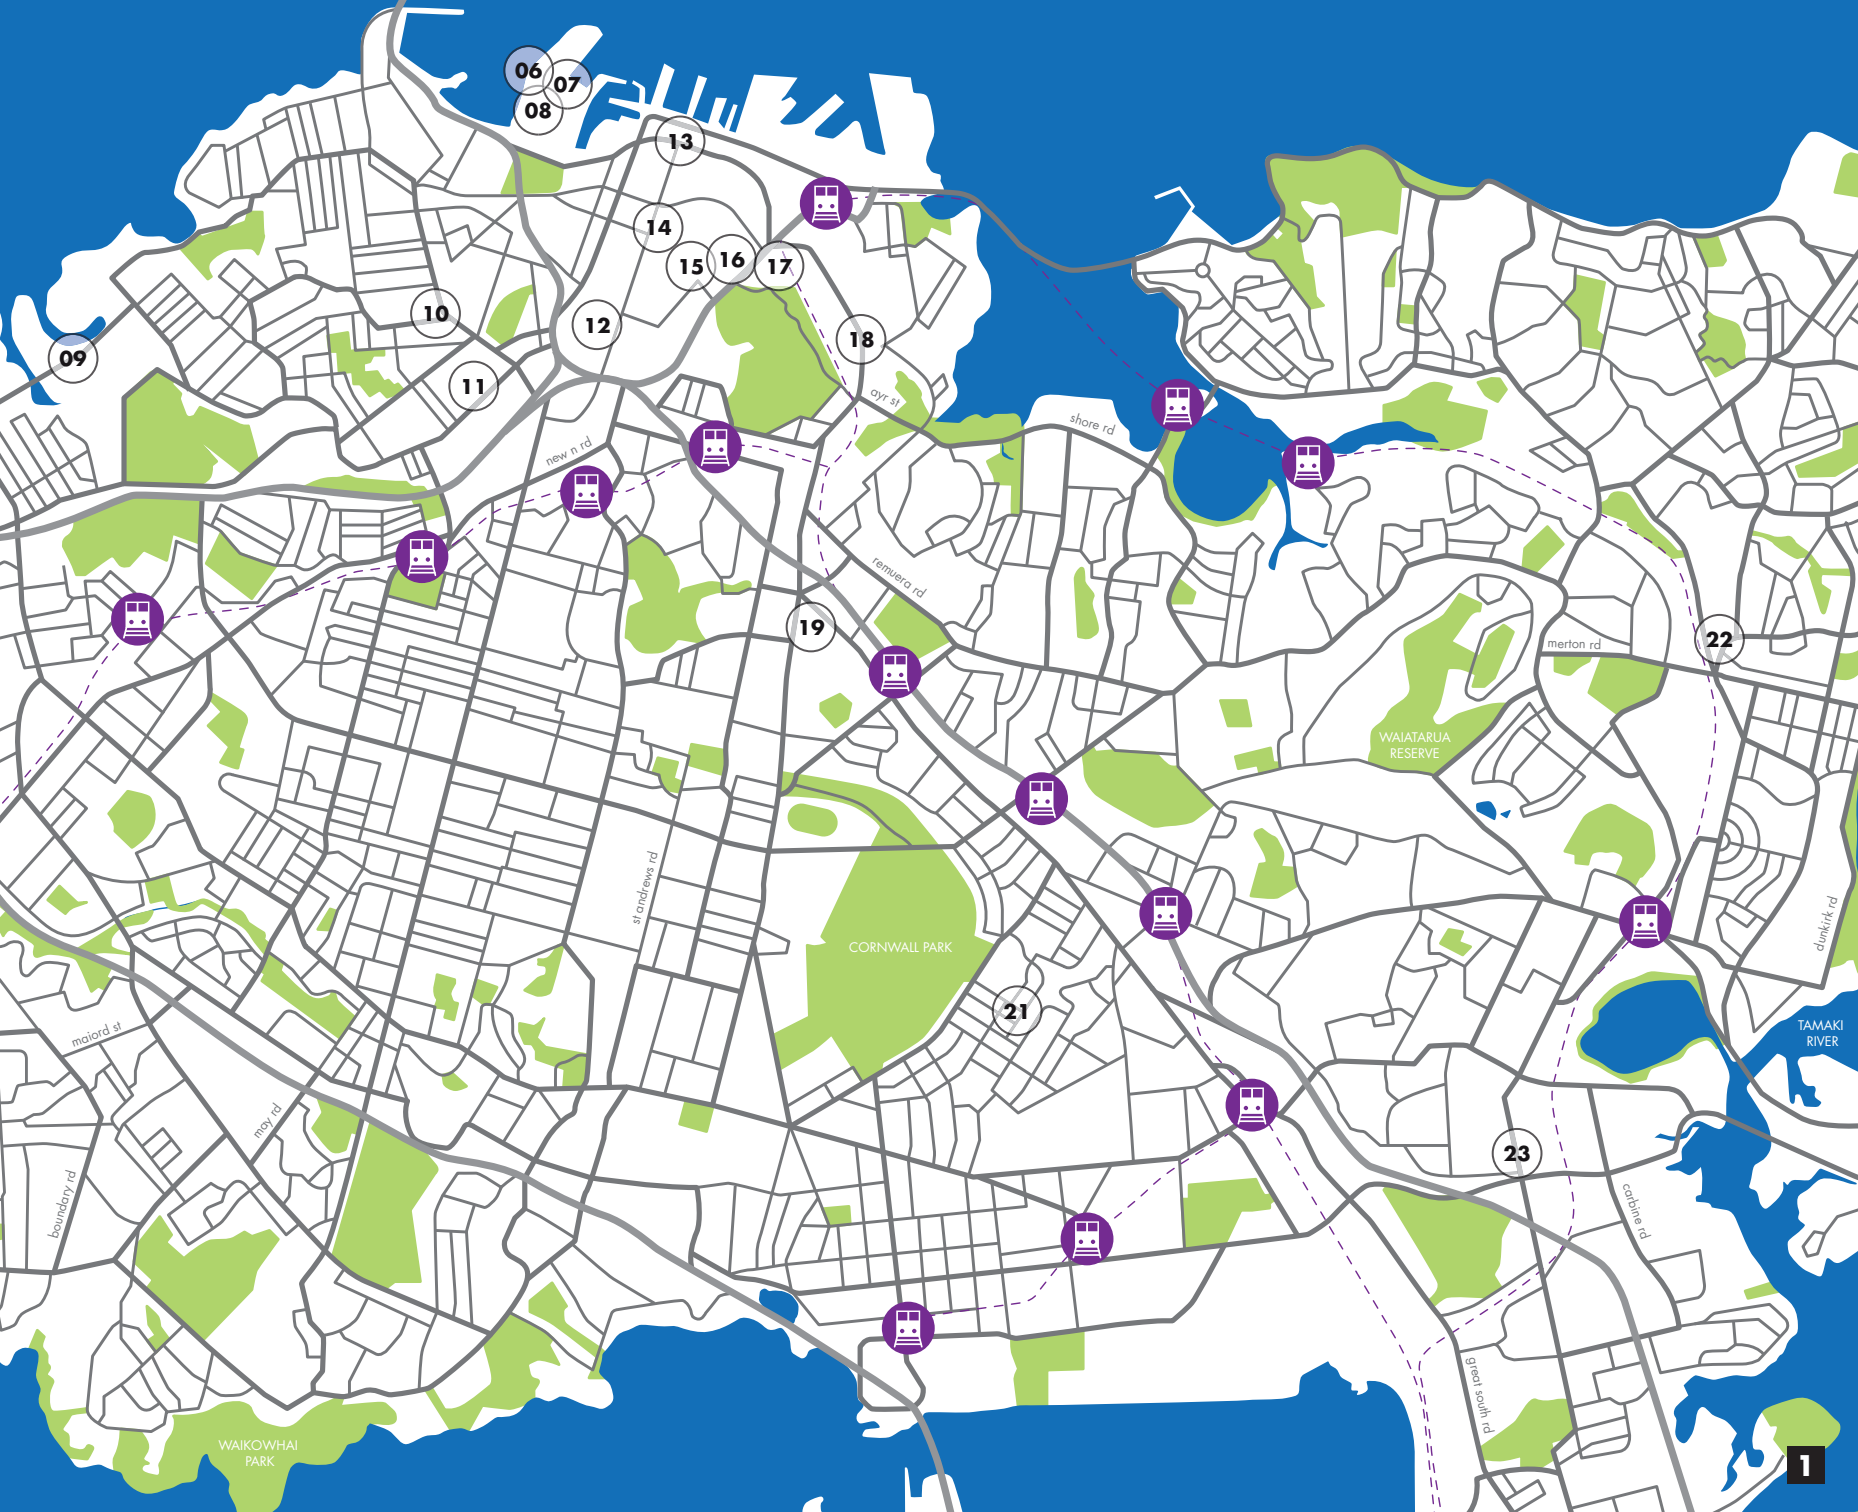 06
07
08
13
14
15
16
17
10
12
18
09
11
ayr st
shore rd
new n rd
remuera rd
19
merton rd
22
WAIATARUA
RESERVE
st andrews rd
CORNWALL PARK
dunkirk rd
21
maiord st
TAMAKI
RIVER
may rd
23
boundary rd
carbine rd
great south rd
WAIKOWHAI
PARK
1